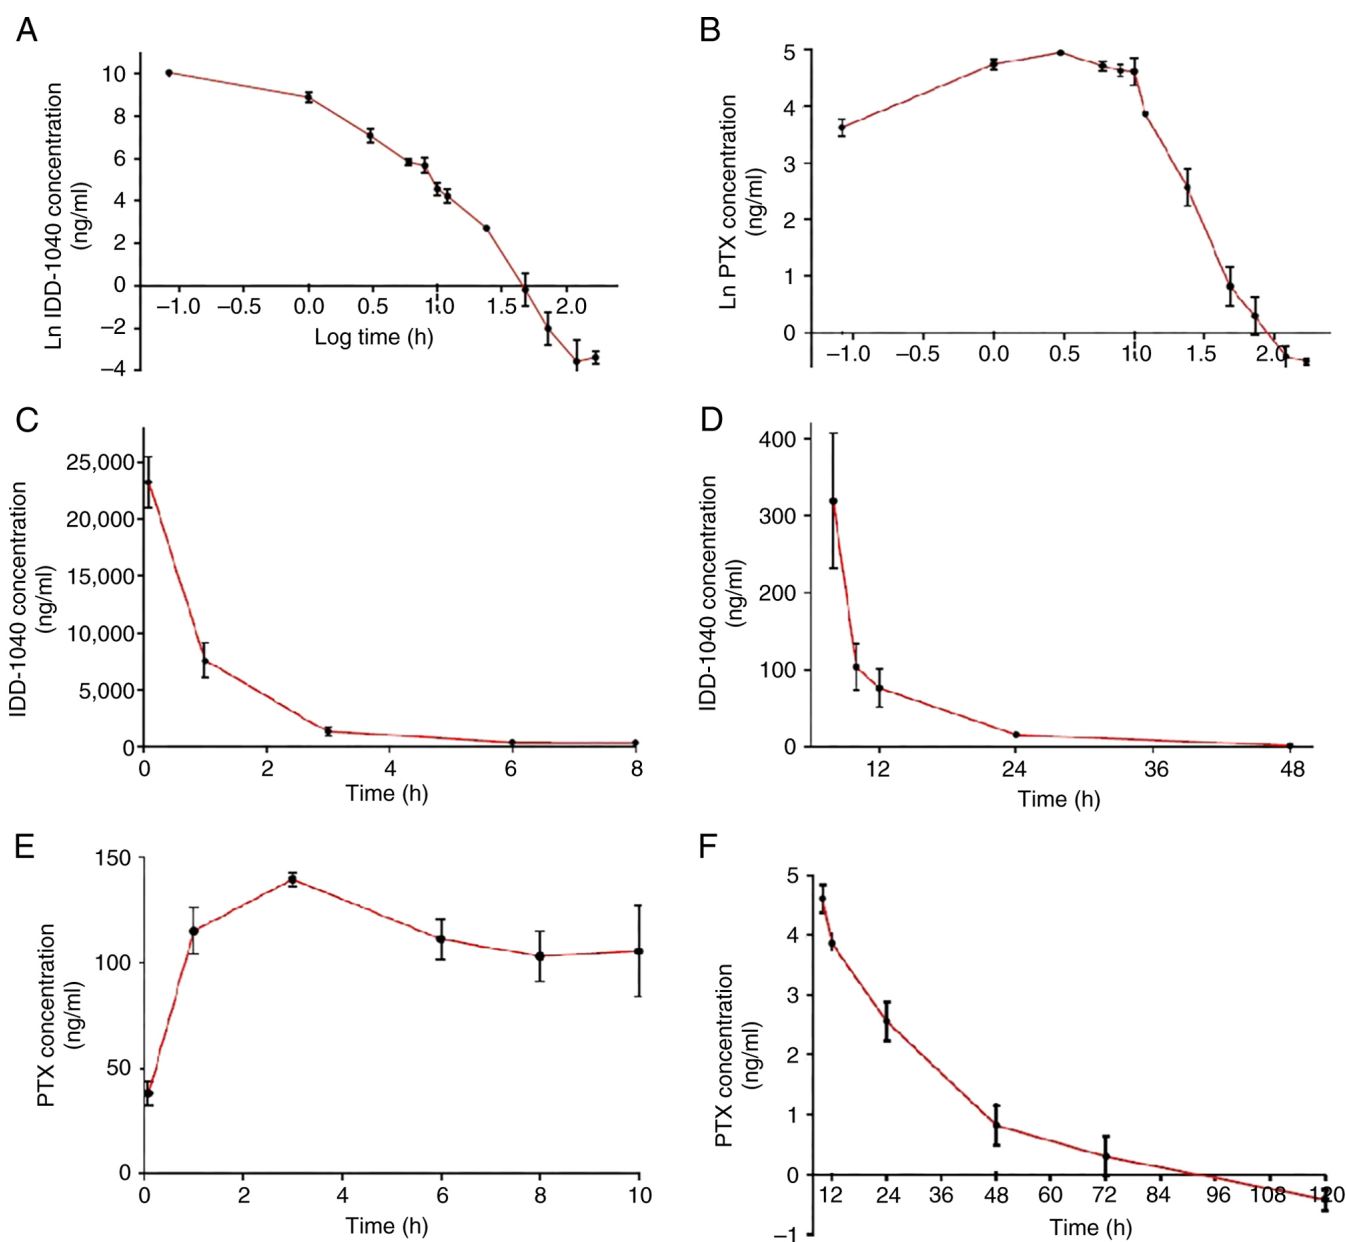 A
Ln IDD-1040 concentration
(ng/ml)
10
8
6
4
2
0
−2
−4
−1.0 −0.5 0.0 0.5 1.0 1.5 2.0
Log time (h)
B
Ln PTX concentration
(ng/ml)
5
4
3
2
1
0
−1.0 −0.5 0.0 0.5 1.0 1.5 2.0
C
IDD-1040 concentration
(ng/ml)
25,000
20,000
15,000
10,000
5,000
0
0 2 4 6 8
Time (h)
D
IDD-1040 concentration
(ng/ml)
400
300
200
100
0
12 24 36 48
Time (h)
E
PTX concentration
(ng/ml)
150
100
50
0
0 2 4 6 8 10
Time (h)
F
PTX concentration
(ng/ml)
5
4
3
2
1
0
−1
12 24 36 48 60 72 84 96 108 120
Time (h)